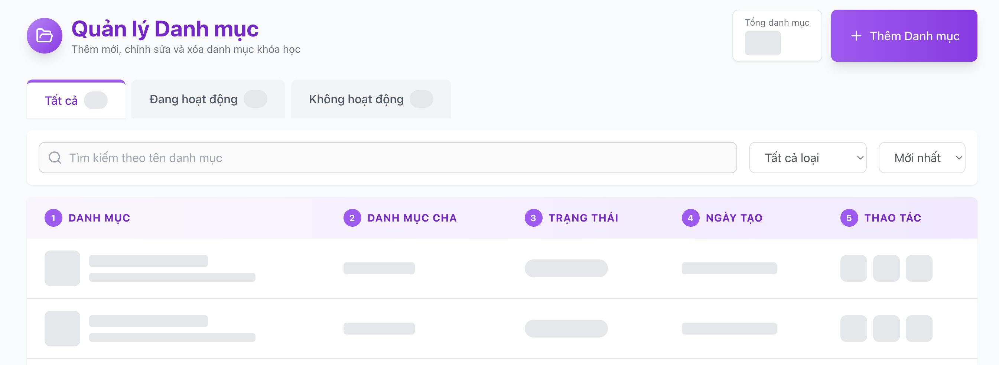 Quản lý Danh mục
Thêm mới, chỉnh sửa và xóa danh mục khóa học
Tổng danh mục
Thêm Danh mục
Tất cả
Đang hoạt động
Không hoạt động
Tìm kiếm theo tên danh mục
Tất cả loại
Mới nhất
1 DANH MỤC
2 DANH MỤC CHA
3 TRẠNG THÁI
4 NGÀY TẠO
5 THAO TÁC